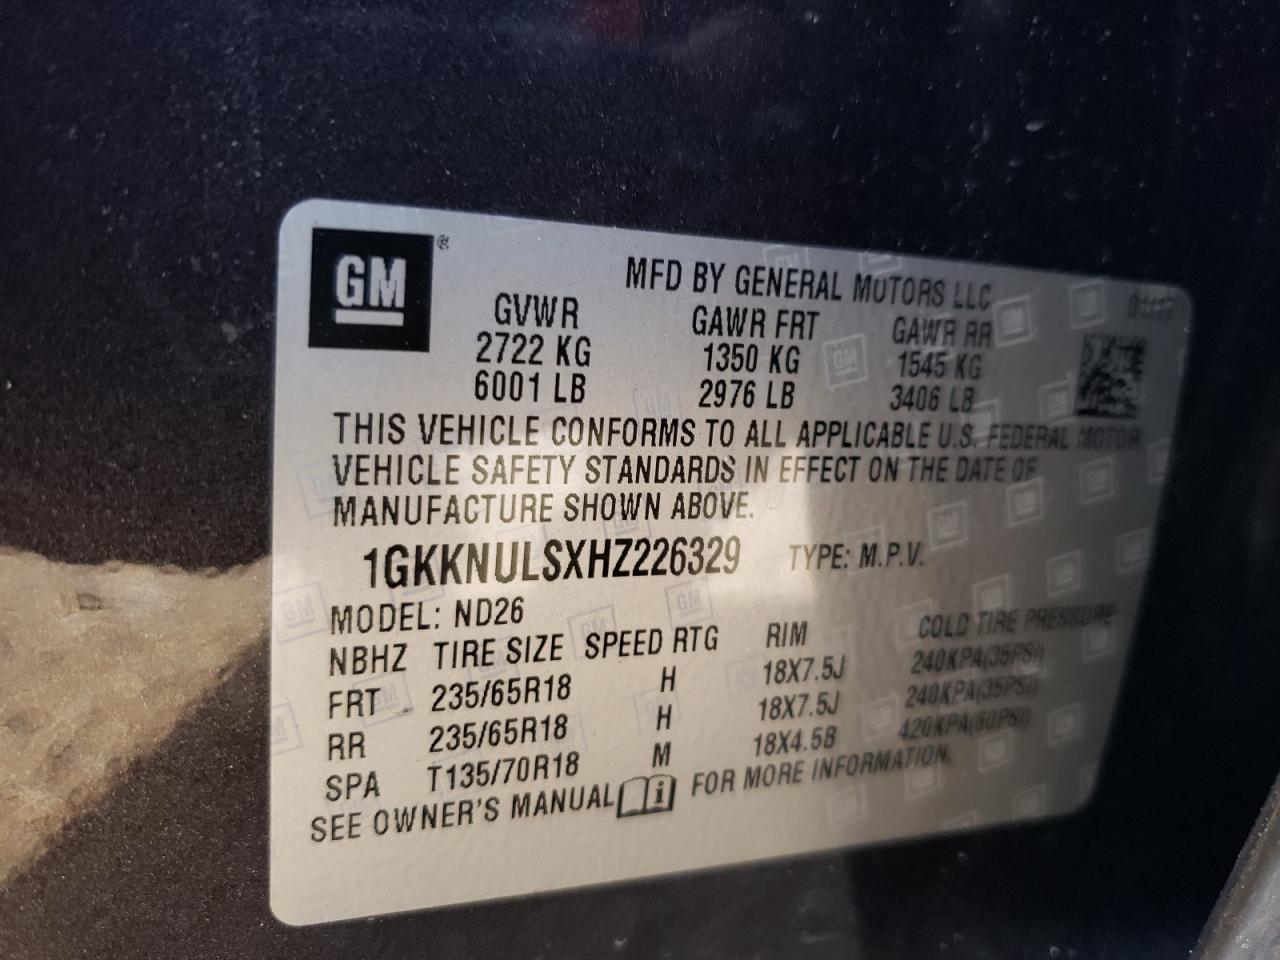 GM
MFD BY GENERAL MOTORS LLC
GVWR GAWR FRT GAWR RR
2722 KG 1350 KG 1545 KG
6001 LB 2976 LB 3406 LB
THIS VEHICLE CONFORMS TO ALL APPLICABLE U.S. FEDERAL MOTOR
VEHICLE SAFETY STANDARDS IN EFFECT ON THE DATE OF
MANUFACTURE SHOWN ABOVE.
1GKKNULSXHZ226329 TYPE: M.P.V.
MODEL: ND26
NBHZ TIRE SIZE SPEED RTG RIM COLD TIRE PRESSURE
FRT 235/65R18 H 18X7.5J 240KPA(35PSI)
RR 235/65R18 H 18X7.5J 240KPA(35PSI)
SPA T135/70R18 M 18X4.5B 420KPA(60PSI)
SEE OWNER'S MANUAL FOR MORE INFORMATION.